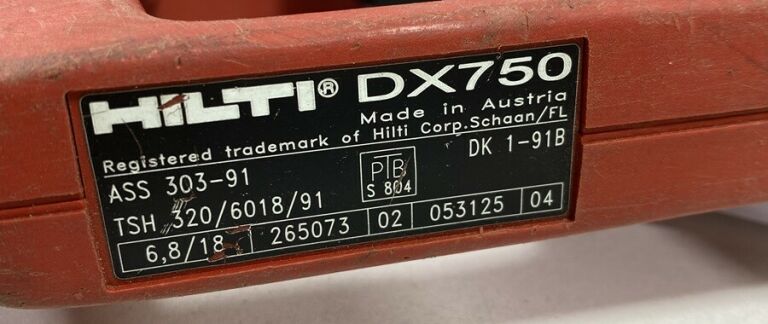 HILTI® DX750
Made in Austria
Registered trademark of Hilti Corp.Schaan/FL
ASS 303-91
PTB
S 804
DK 1-91B
TSH 320/6018/91
6,8/18 265073 02 053125 04